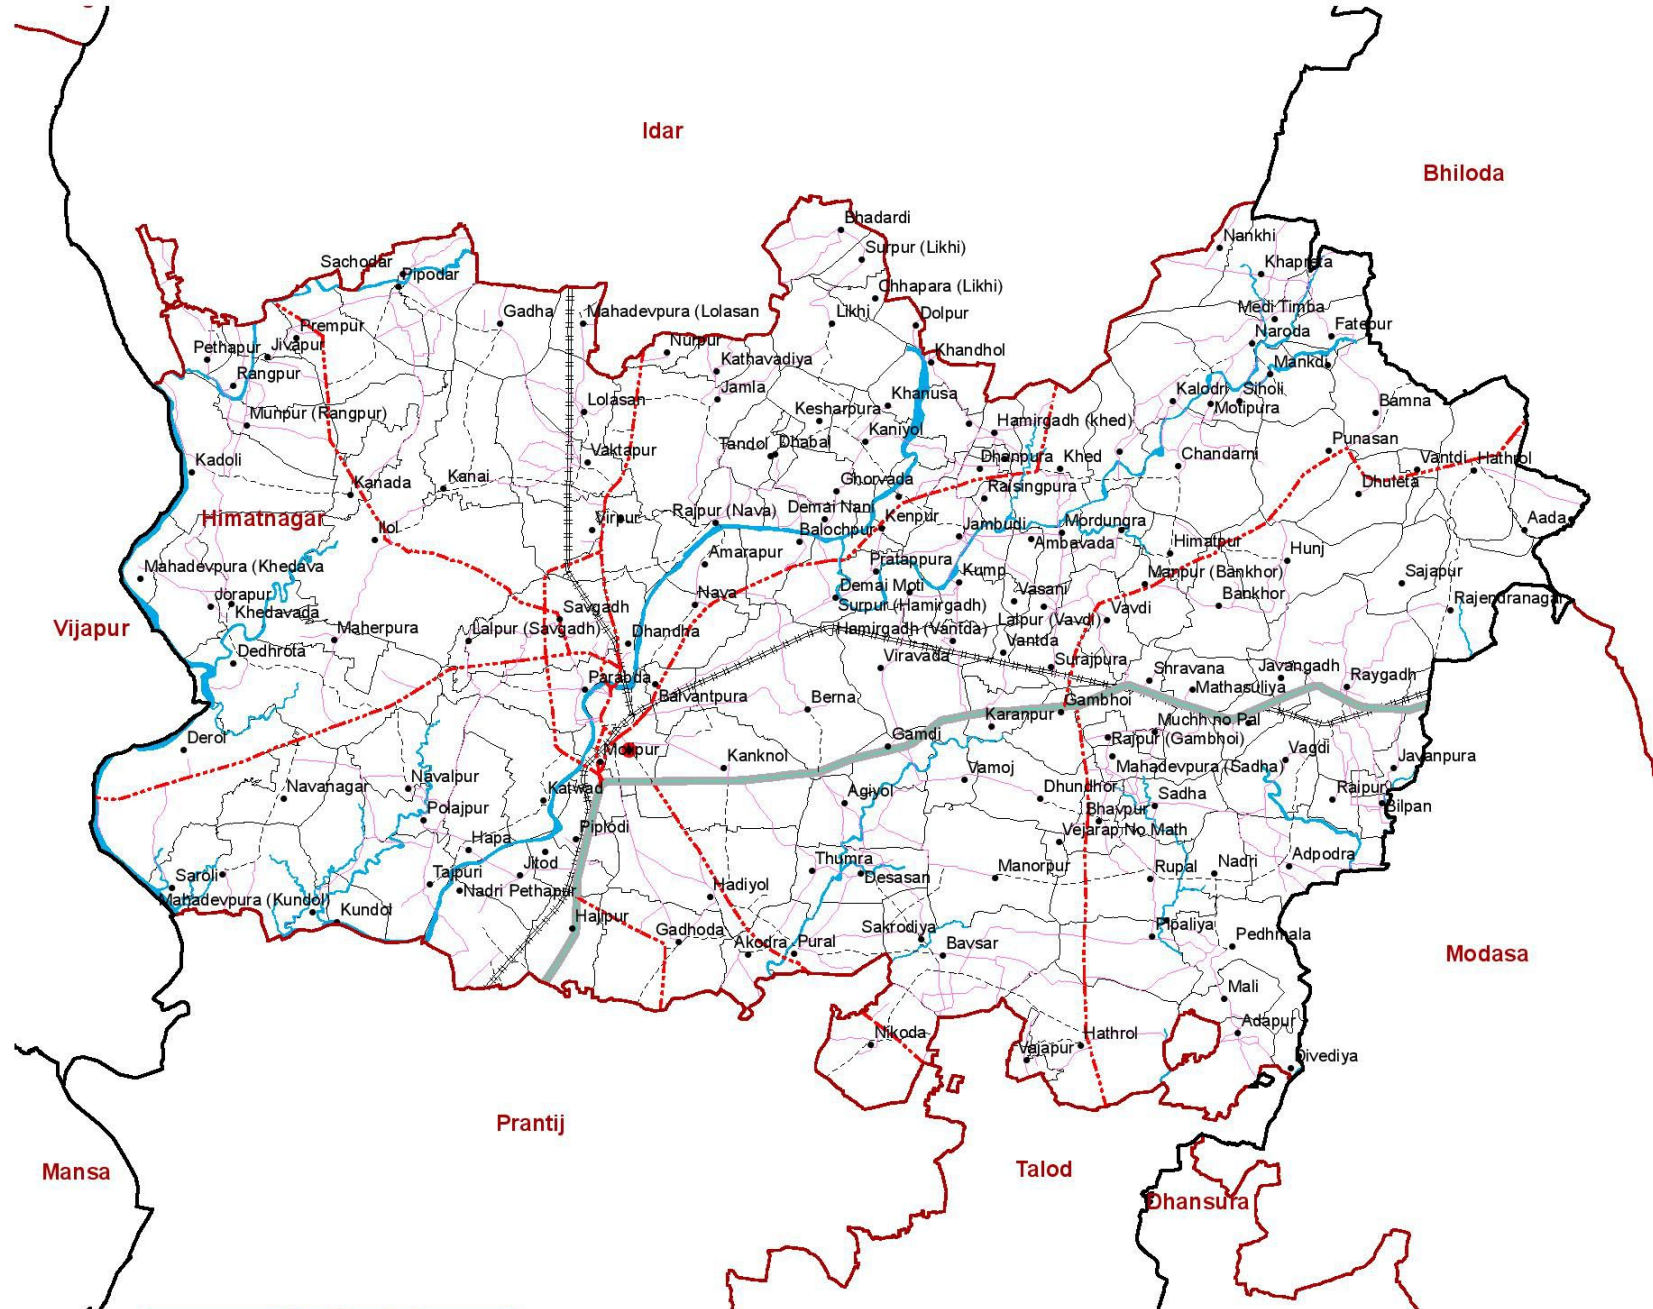 Idar
Bhiloda
Bhadardi
Nankhi
Surpur (Likhi)
Sachodar
Khaprata
Pipodar
Chhapara (Likhi)
Medi Timba
Gadha
Mahadevpura (Lolasan
Likhi
Dolpur
Prempur
Naroda
Fatepur
Pethapur
Jivapur
Nurpur
Khandhol
Kathavadiya
Mankdi
Rangpur
Jamla
Khanusa
Kalodri
Siholi
Lolasan
Kesharpura
Motipura
Bamna
Munpur (Rangpur)
Hamirgadh (khed)
Kaniyol
Tandol
Dhabal
Punasan
Vaktapur
Chandarni
Kadoli
Dhanpura
Khed
Vantdi
Hathrol
Kanada
Kanai
Ghorvada
Raisingpura
Dhuleta
Himatnagar
Virpur
Rajpur (Nava)
Demai Nani
Kenpur
Aada
Ilol
Balochpur
Jambudi
Mordungra
Ambavada
Himatpur
Amarapur
Hunj
Mahadevpura (Khedava
Pratappura
Kump
Manpur (Bankhor)
Sajapur
Jorapur
Nava
Demai Moti
Vasani
Bankhor
Khedavada
Savgadh
Surpur (Hamirgadh)
Vavdi
Rajendranagar
Vijapur
Maherpura
Lalpur (Savgadh)
Dhandha
Hamirgadh (Vantda)
Lalpur (Vavdi)
Vantda
Dedhrota
Viravada
Surajpura
Shravana
Javangadh
Raygadh
Parabda
Balvantpura
Berna
Mathasuliya
Gambhoi
Karanpur
Muchh no Pal
Derol
Motipur
Gamdi
Rajpur (Gambhoi)
Vagdi
Kanknol
Javanpura
Vamoj
Mahadevpura (Sadha)
Navanagar
Navalpur
Katwad
Agiyol
Dhundhor
Sadha
Raipur
Polajpur
Bhavpur
Bilpan
Piplodi
Vejarap No Math
Hapa
Jitod
Thumra
Manorpur
Rupal
Nadri
Adpodra
Saroli
Tajpuri
Desasan
Nadri Pethapur
Hadiyol
Mahadevpura (Kundol)
Kundol
Hajipur
Gadhoda
Akodra
Pural
Sakrodiya
Bavsar
Pipaliya
Pedhmala
Modasa
Mali
Adapur
Nikoda
Vajapur
Hathrol
Divediya
Prantij
Mansa
Talod
Dhansura